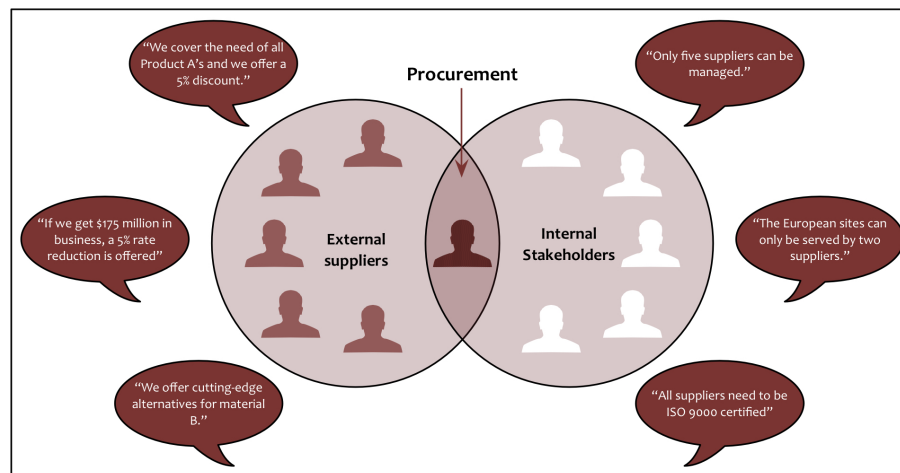 “We cover the need of all
Product A’s and we offer a
5% discount.”
Procurement
“Only five suppliers can be
managed.”
“If we get $175 million in
business, a 5% rate
reduction is offered”
External
suppliers
Internal
Stakeholders
“The European sites can
only be served by two
suppliers.”
“We offer cutting-edge
alternatives for material
B.”
“All suppliers need to be
ISO 9000 certified”